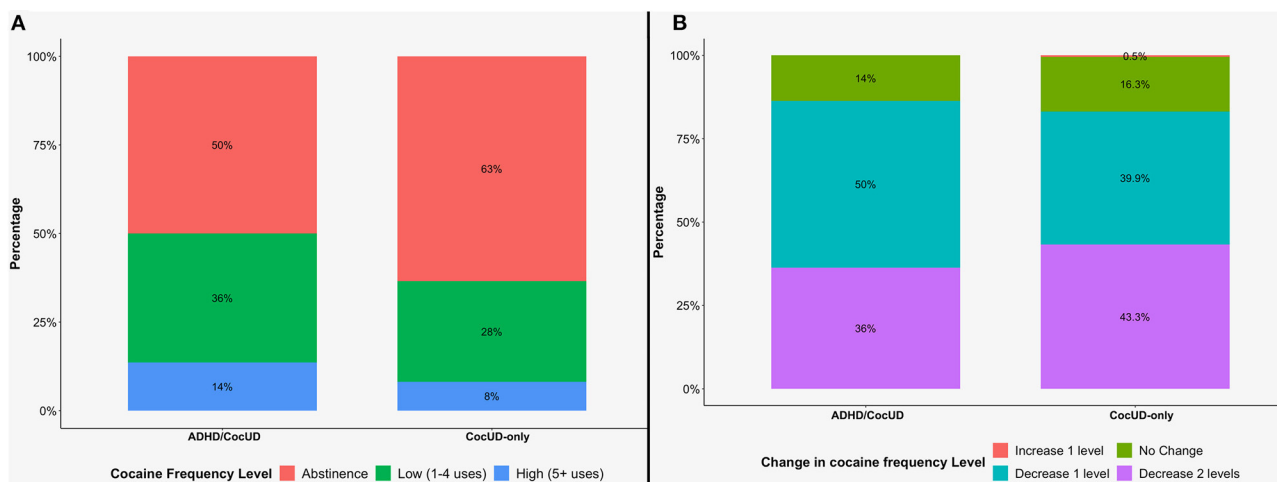 A
Percentage
100%
75%
50%
25%
0%
50%
36%
14%
63%
28%
8%
ADHD/CocUD
CocUD-only
Cocaine Frequency Level
Abstinence
Low (1-4 uses)
High (5+ uses)
B
Percentage
100%
75%
50%
25%
0%
14%
50%
36%
0.5%
16.3%
39.9%
43.3%
ADHD/CocUD
CocUD-only
Change in cocaine frequency Level
Increase 1 level
No Change
Decrease 1 level
Decrease 2 levels